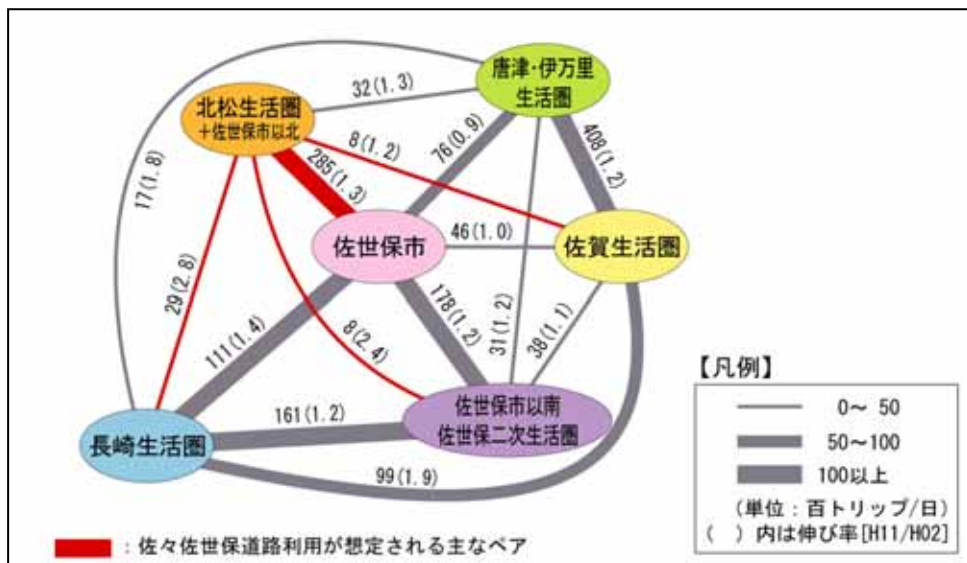 唐津・伊万里
生活圏
32(1.3)
北松生活圏
+佐世保市以北
8(1.2)
76(0.9)
408(1.2)
285(1.3)
17(1.8)
佐世保市
46(1.0)
佐賀生活圏
29(2.8)
111(1.4)
8(2.4)
178(1.2)
31(1.2)
38(1.1)
佐世保市以南
佐世保二次生活圏
161(1.2)
長崎生活圏
99(1.9)
【凡例】
0～ 50
50～100
100以上
(単位：百トリップ/日)
(　) 内は伸び率[H11/H02]
：佐々佐世保道路利用が想定される主なペア